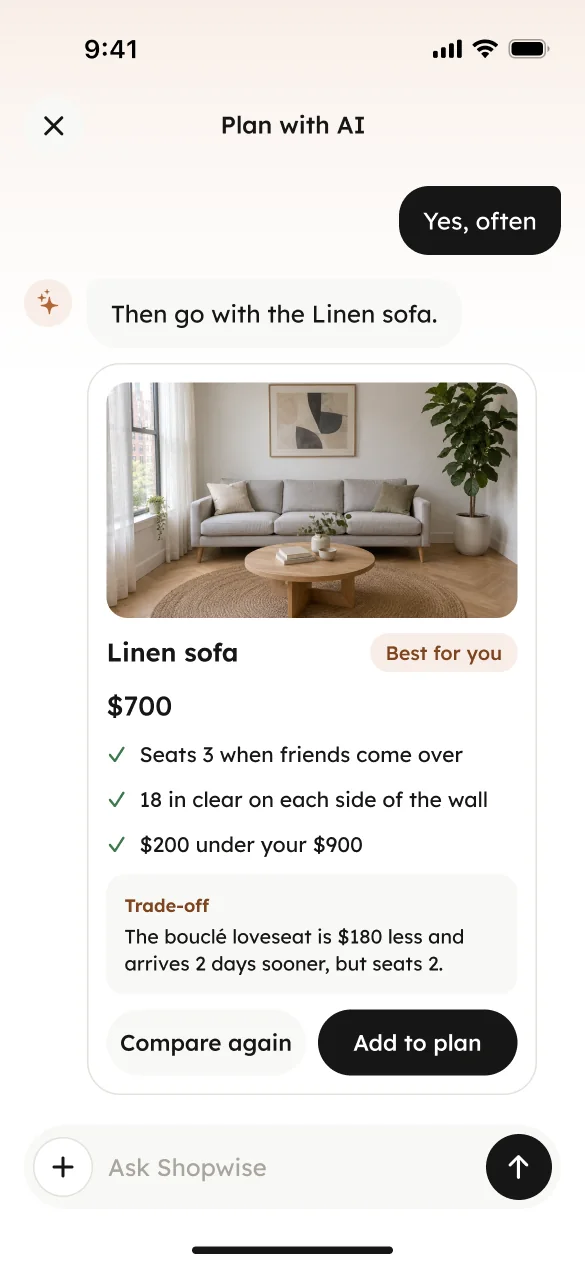 9:41
Plan with AI
Yes, often
Then go with the Linen sofa.
Linen sofa
Best for you
$700
Seats 3 when friends come over
18 in clear on each side of the wall
$200 under your $900
Trade-off
The bouclé loveseat is $180 less and
arrives 2 days sooner, but seats 2.
Compare again
Add to plan
Ask Shopwise